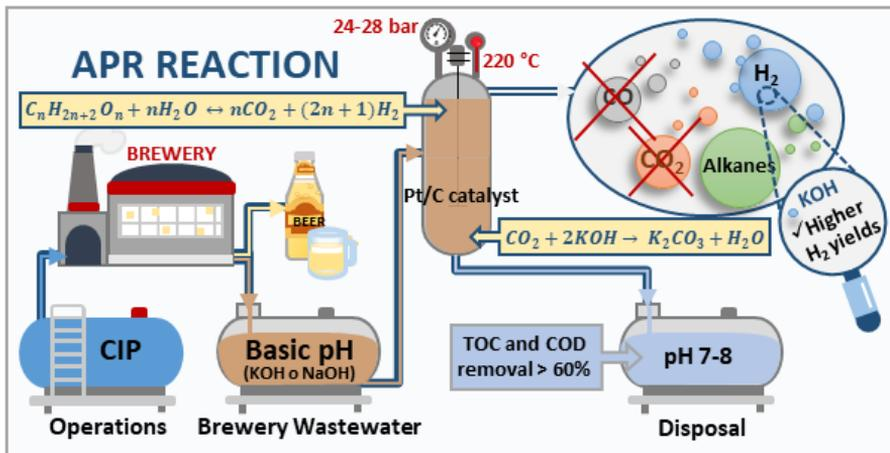 24-28 bar
220 °C
APR REACTION
CₙH₂ₙ₊₂Oₙ + nH₂O ↔ nCO₂ + (2n + 1)H₂
CO
H₂
CO₂
Alkanes
BREWERY
BEER
Pt/C catalyst
KOH
✓Higher
H₂ yields
CO₂ + 2KOH → K₂CO₃ + H₂O
CIP
Basic pH
(KOH o NaOH)
TOC and COD
removal > 60%
pH 7-8
Operations
Brewery Wastewater
Disposal